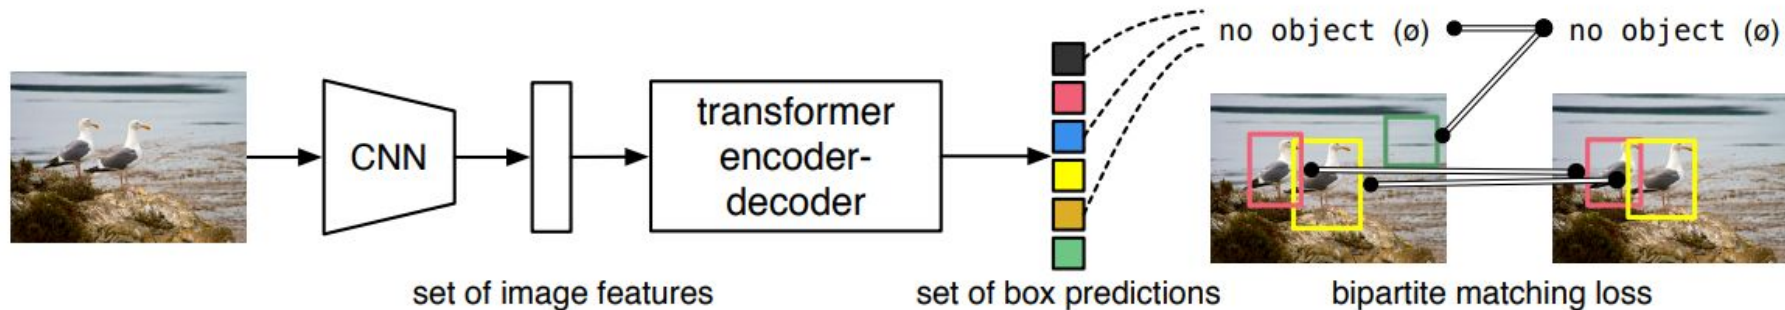 no object (ø)
no object (ø)
CNN
transformer
encoder-
decoder
set of image features
set of box predictions
bipartite matching loss